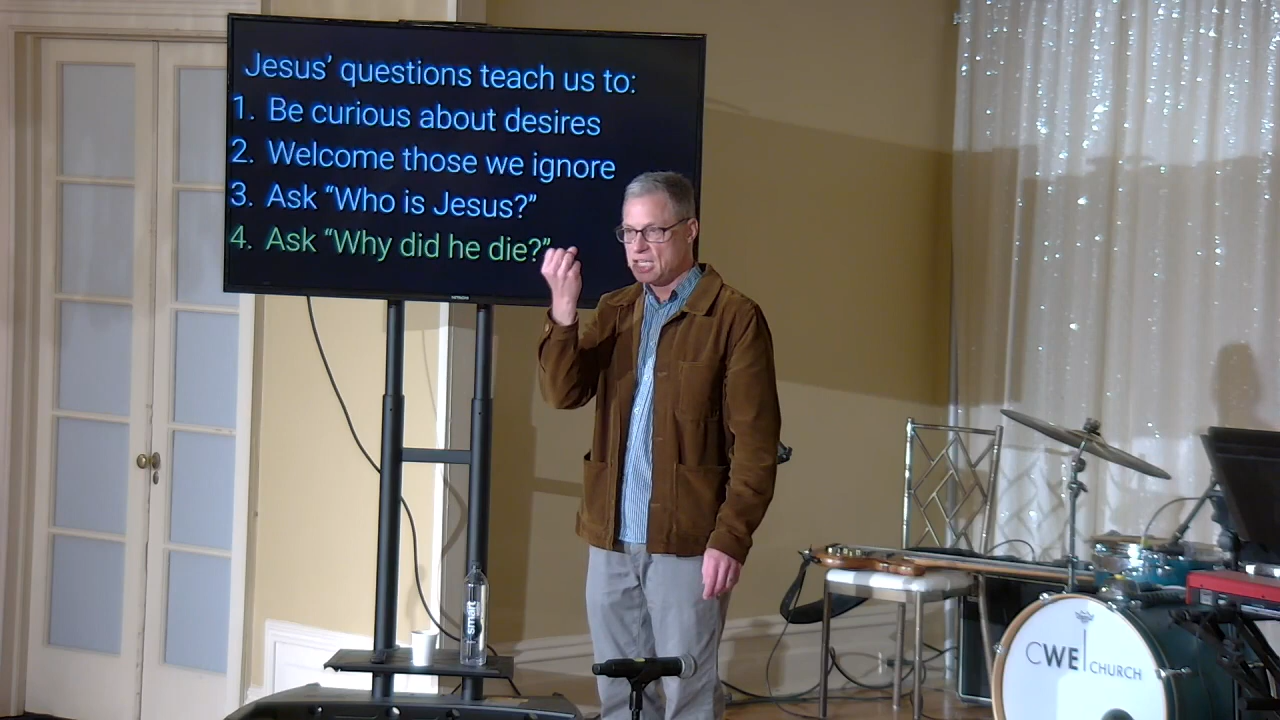 Jesus’ questions teach us to:
1. Be curious about desires
2. Welcome those we ignore
3. Ask “Who is Jesus?”
4. Ask “Why did he die?”
smart
CWE CHURCH